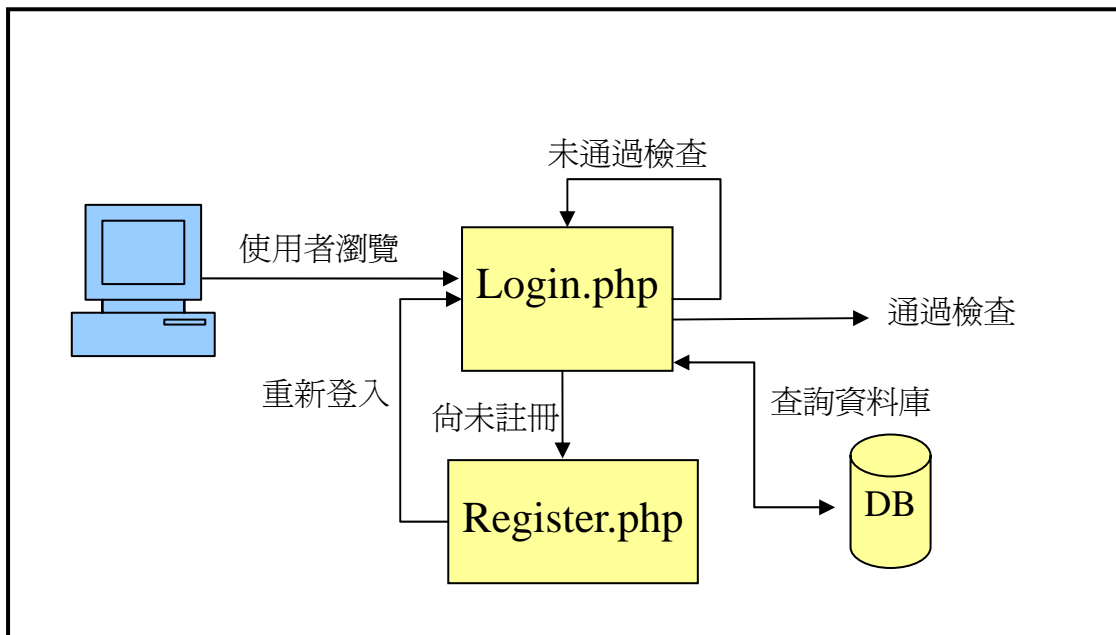 未通過檢查
使用者瀏覽
Login.php
通過檢查
重新登入
尚未註冊
查詢資料庫
Register.php
DB